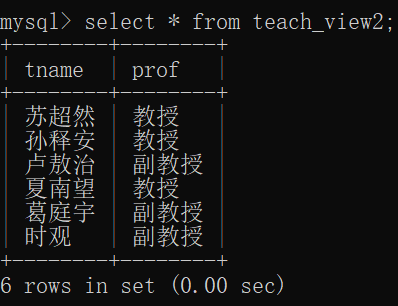 mysql> select * from teach_view2;
+--------+--------+
| tname | prof |
+--------+--------+
| 苏超然 | 教授 |
| 孙释安 | 教授 |
| 卢敖治 | 副教授 |
| 夏南望 | 教授 |
| 葛庭宇 | 副教授 |
| 时观 | 副教授 |
+--------+--------+
6 rows in set (0.00 sec)